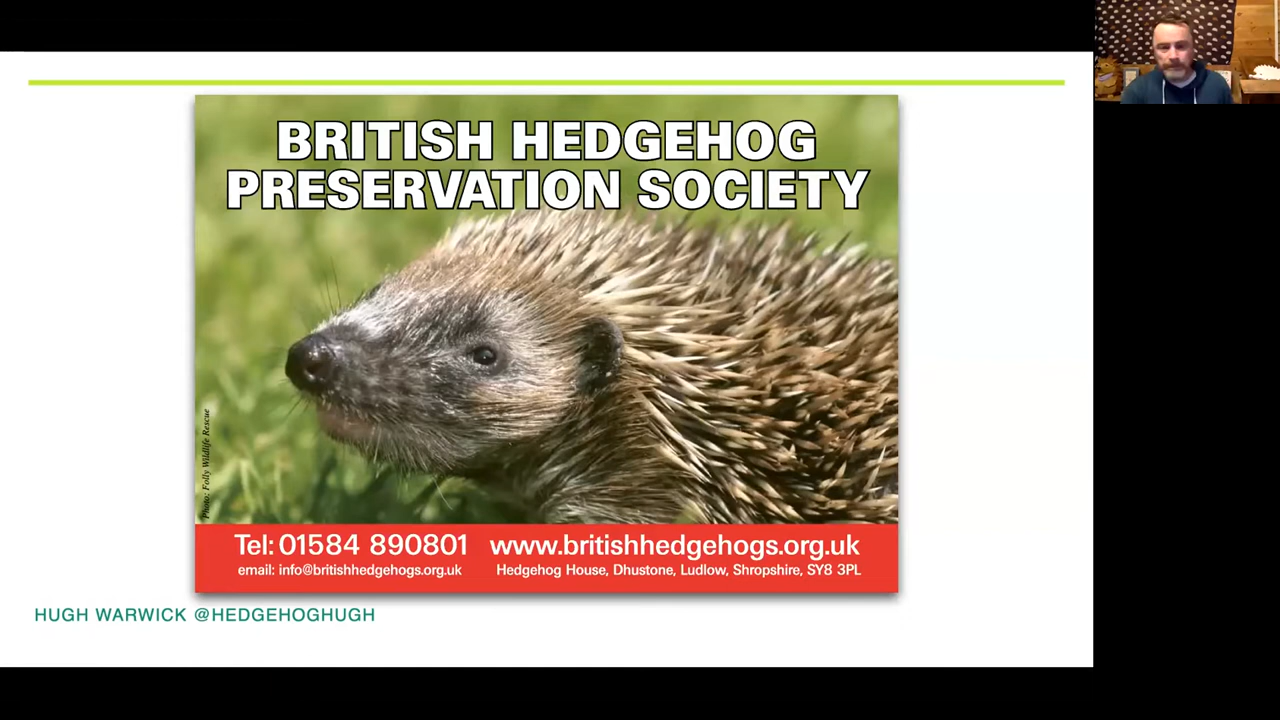 BRITISH HEDGEHOG
PRESERVATION SOCIETY
Photo: Folly Wildlife Rescue
Tel: 01584 890801
www.britishhedgehogs.org.uk
email: info@britishhedgehogs.org.uk
Hedgehog House, Dhustone, Ludlow, Shropshire, SY8 3PL
HUGH WARWICK @HEDGEHOGHUGH